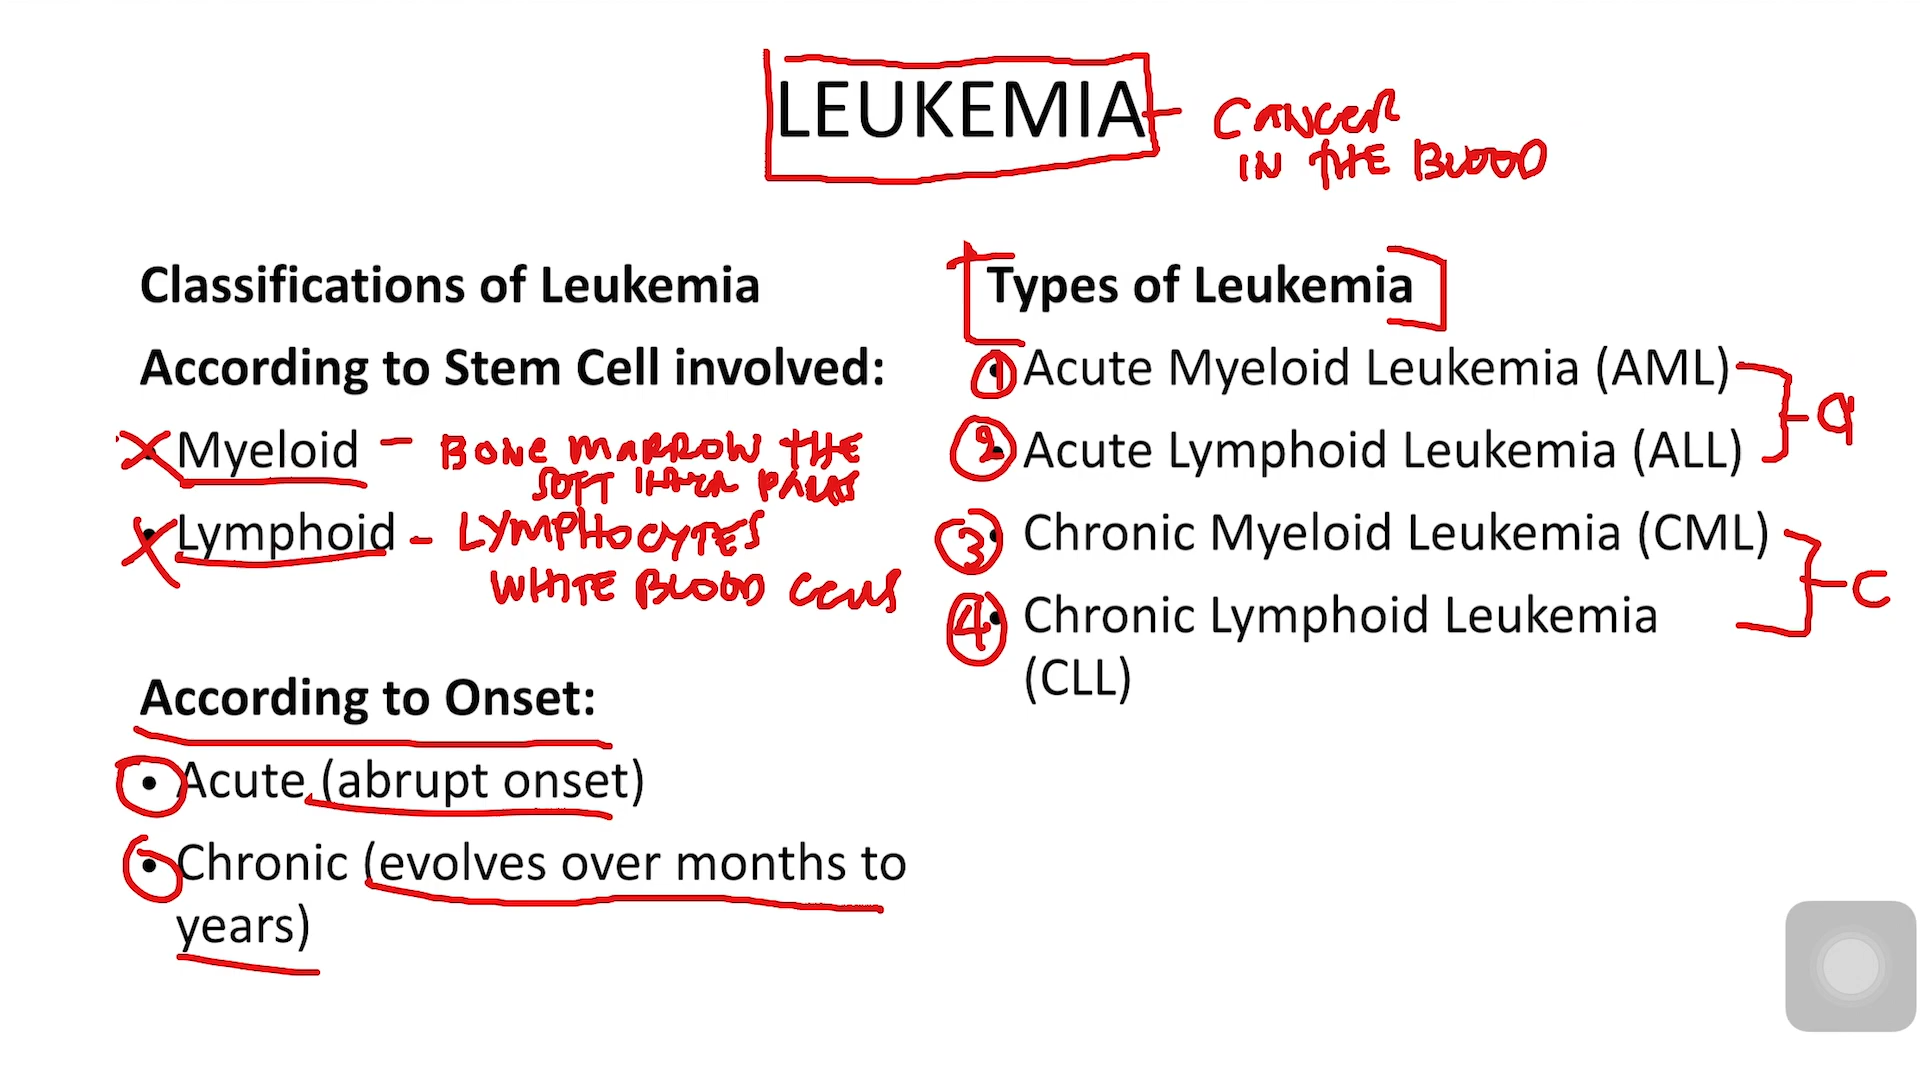 LEUKEMIA
CANCER
IN THE BLOOD
Classifications of Leukemia
According to Stem Cell involved:
• Myeloid - BONE MARROW THE
SOFT PARTS
• Lymphoid - LYMPHOCYTES
WHITE BLOOD CELLS
According to Onset:
• Acute (abrupt onset)
• Chronic (evolves over months to
years)
Types of Leukemia
1 Acute Myeloid Leukemia (AML)
2 Acute Lymphoid Leukemia (ALL)
a
3 Chronic Myeloid Leukemia (CML)
4 Chronic Lymphoid Leukemia
(CLL)
C